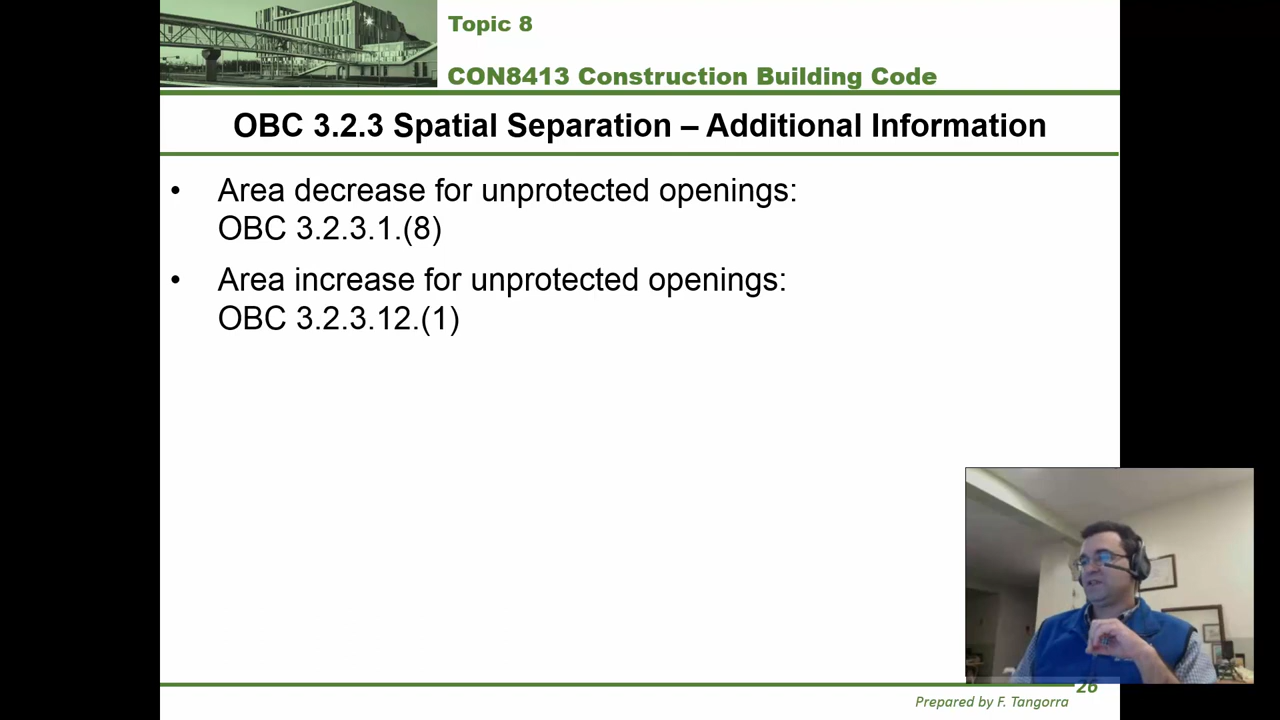 Topic 8
CON8413 Construction Building Code
OBC 3.2.3 Spatial Separation – Additional Information
• Area decrease for unprotected openings:
OBC 3.2.3.1.(8)
• Area increase for unprotected openings:
OBC 3.2.3.12.(1)
26
Prepared by F. Tangorra